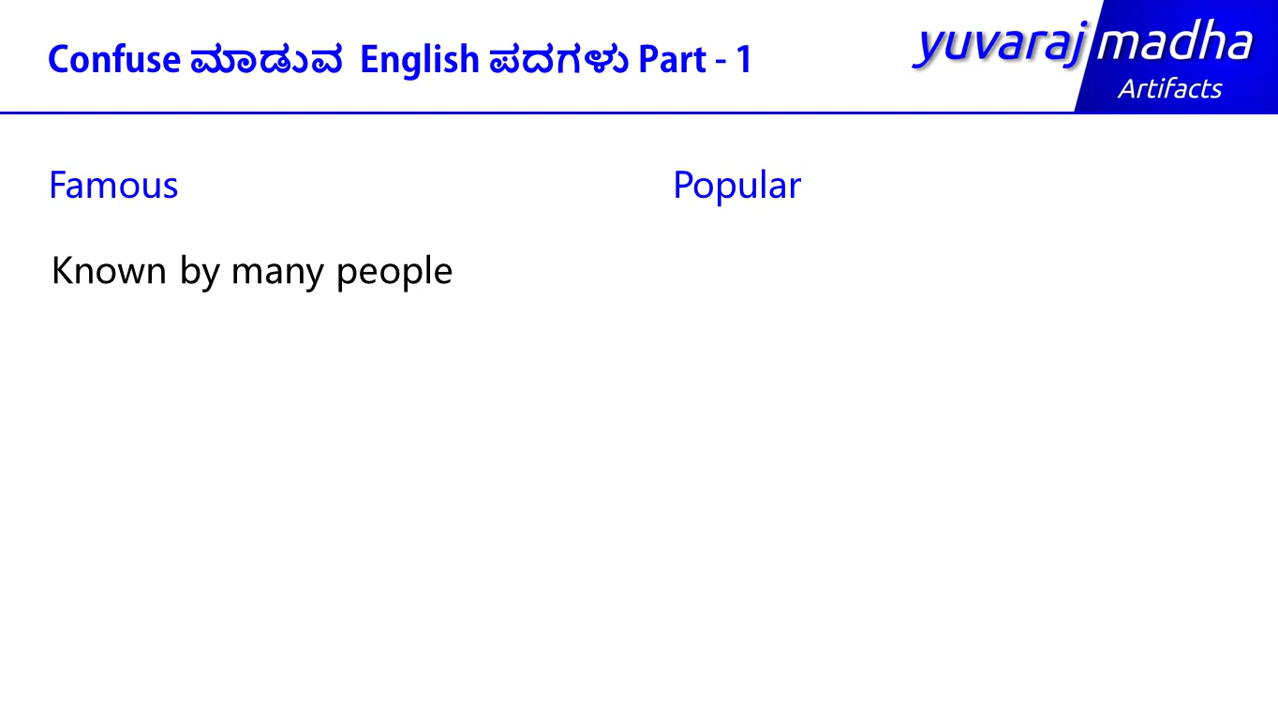 Confuse ಮಾಡುವ English ಪದಗಳು Part - 1
yuvaraj madha
Artifacts
Famous
Popular
Known by many people